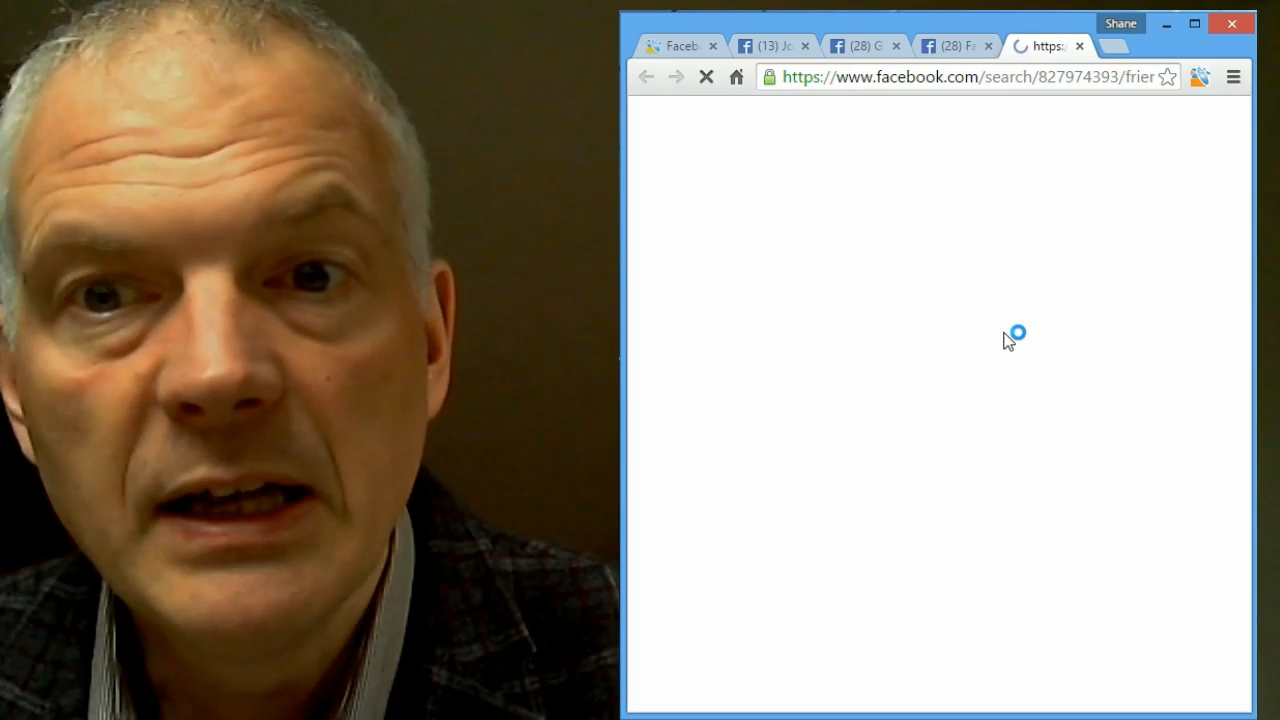 Shane
Faceb
(13) Jo
(28) G
(28) Fa
https:
https://www.facebook.com/search/827974393/frier